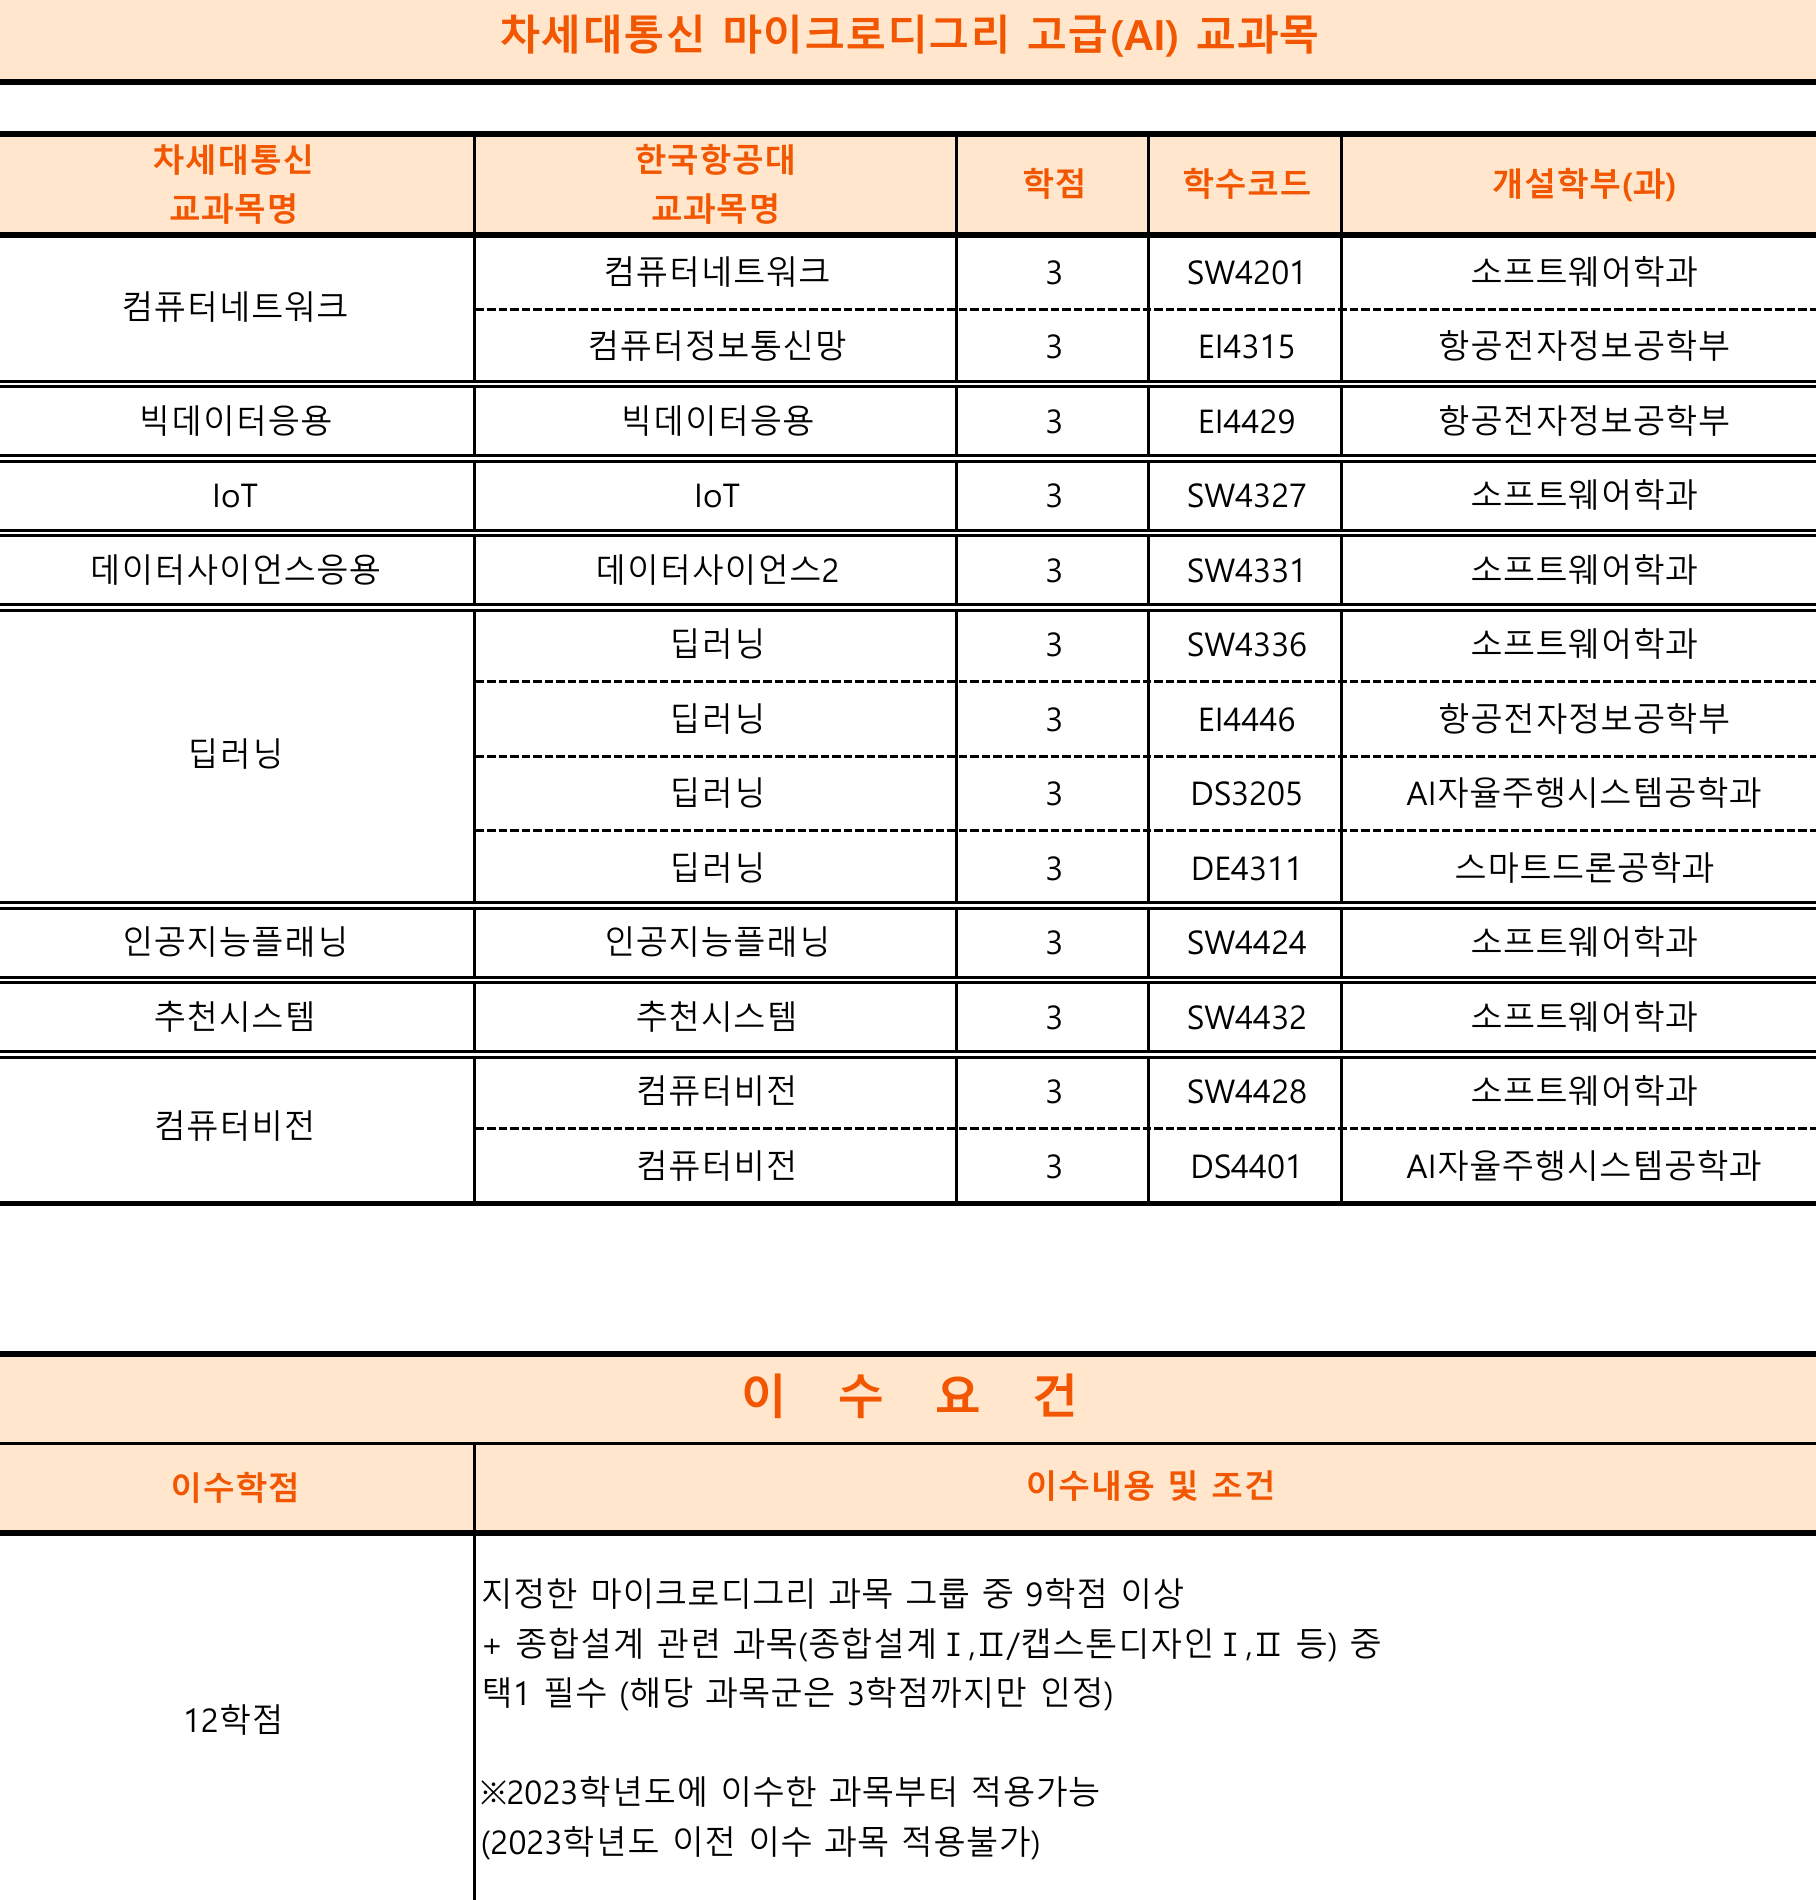 차세대통신 마이크로디그리 고급(AI) 교과목
차세대통신 교과목명 한국항공대 교과목명 학점 학수코드 개설학부(과)
컴퓨터네트워크 컴퓨터네트워크 3 SW4201 소프트웨어학과
컴퓨터정보통신망 3 EI4315 항공전자정보공학부
빅데이터응용 빅데이터응용 3 EI4429 항공전자정보공학부
IoT IoT 3 SW4327 소프트웨어학과
데이터사이언스응용 데이터사이언스2 3 SW4331 소프트웨어학과
딥러닝 딥러닝 3 SW4336 소프트웨어학과
딥러닝 3 EI4446 항공전자정보공학부
딥러닝 3 DS3205 AI자율주행시스템공학과
딥러닝 3 DE4311 스마트드론공학과
인공지능플래닝 인공지능플래닝 3 SW4424 소프트웨어학과
추천시스템 추천시스템 3 SW4432 소프트웨어학과
컴퓨터비전 컴퓨터비전 3 SW4428 소프트웨어학과
컴퓨터비전 3 DS4401 AI자율주행시스템공학과
이 수 요 건
이수학점 이수내용 및 조건
12학점
지정한 마이크로디그리 과목 그룹 중 9학점 이상
+ 종합설계 관련 과목(종합설계Ⅰ,Ⅱ/캡스톤디자인Ⅰ,Ⅱ 등) 중
택1 필수 (해당 과목군은 3학점까지만 인정)
※2023학년도에 이수한 과목부터 적용가능
(2023학년도 이전 이수 과목 적용불가)